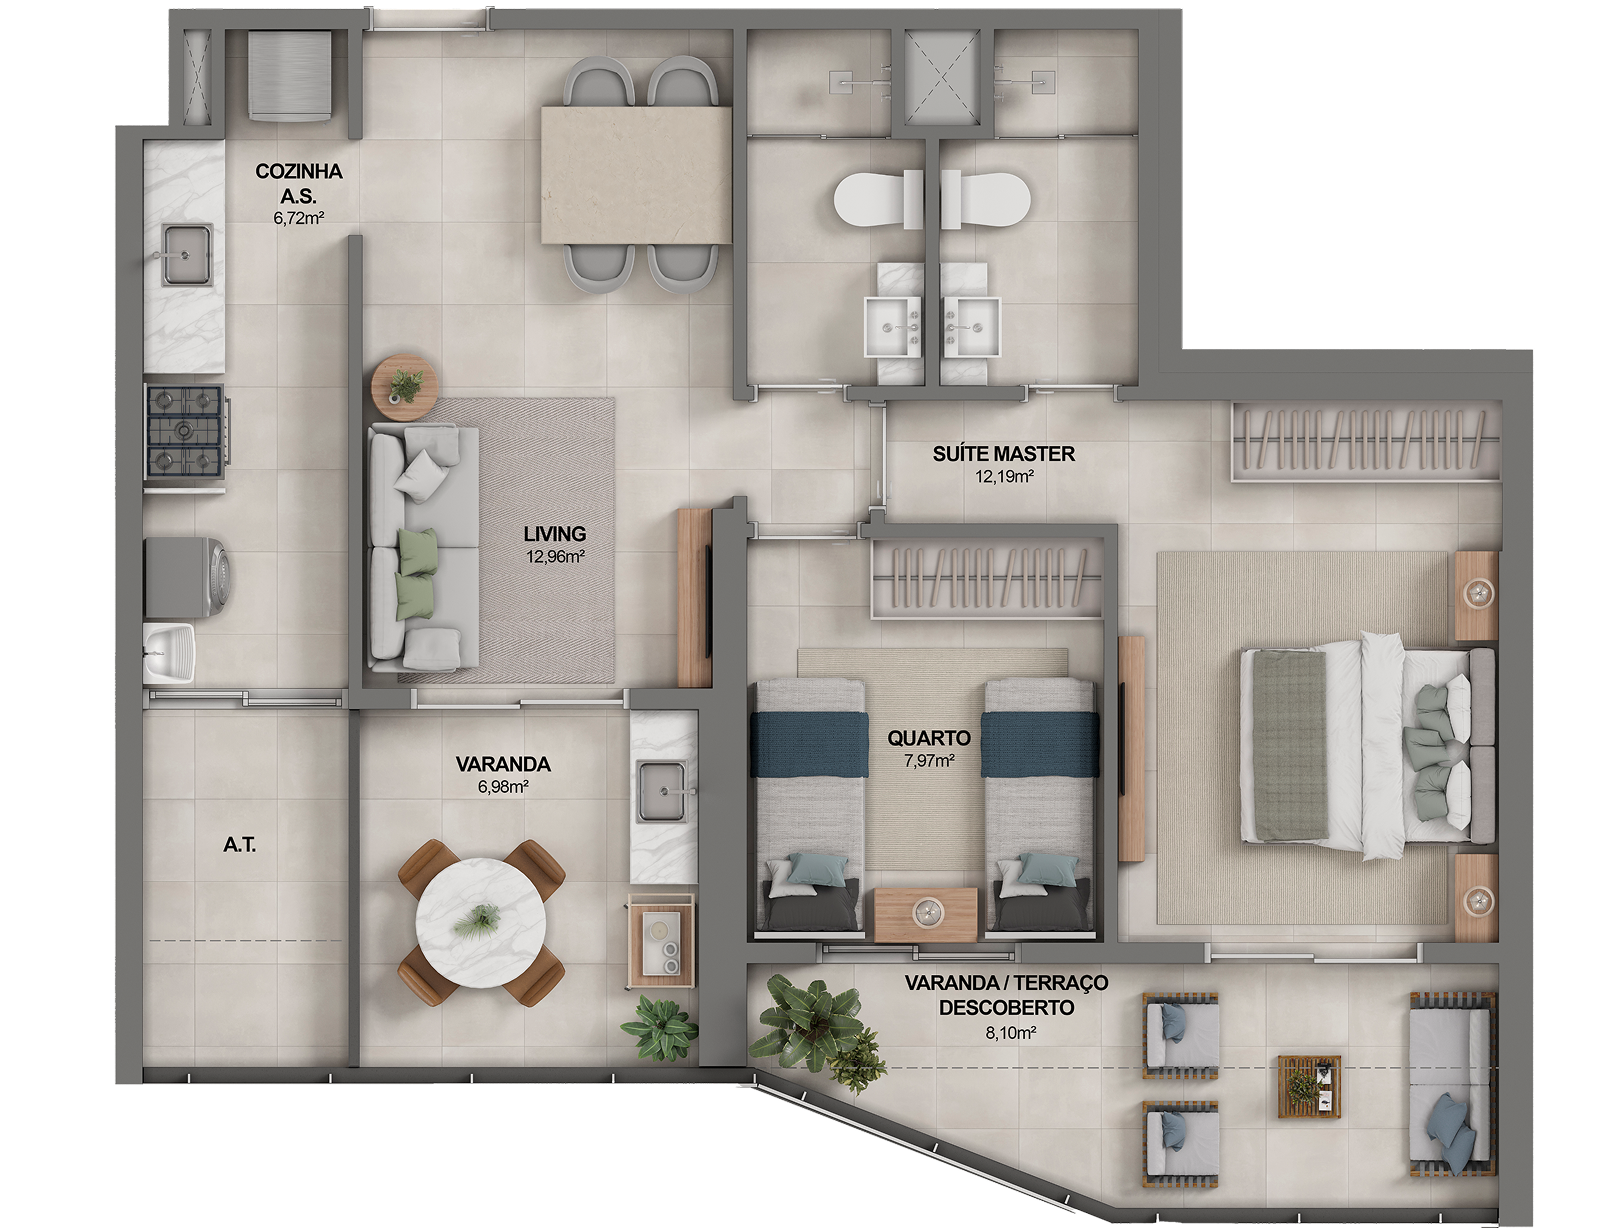 COZINHA
A.S.
6,72m²
SUÍTE MASTER
12,19m²
LIVING
12,96m²
QUARTO
7,97m²
VARANDA
6,98m²
A.T.
VARANDA / TERRAÇO
DESCOBERTO
8,10m²